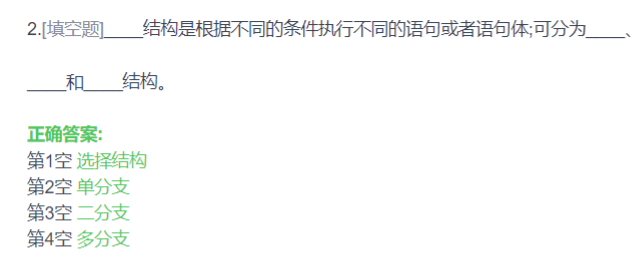 2.[填空题]____结构是根据不同的条件执行不同的语句或者语句体;可分为____、
____和____结构。
正确答案:
第1空 选择结构
第2空 单分支
第3空 二分支
第4空 多分支